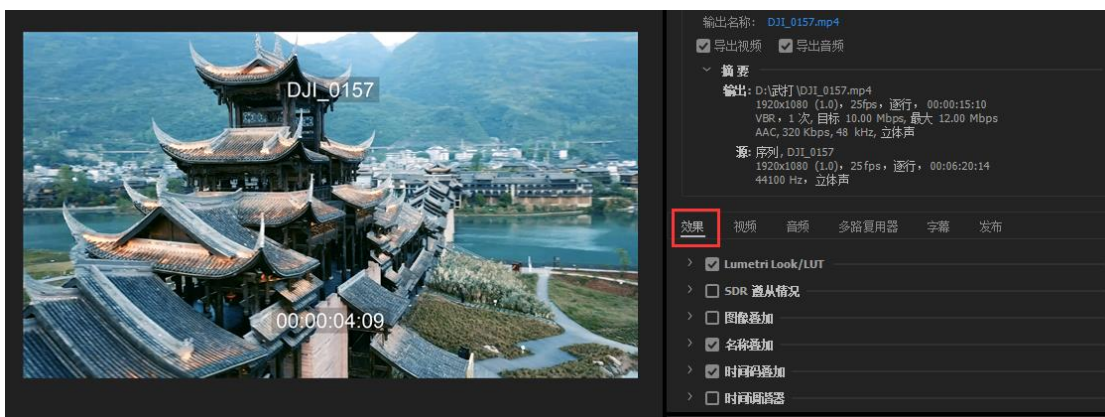 DJI_0157
00:00:04:09
输出名称: DJI_0157.mp4
导出视频 导出音频
摘要
输出: D:\武打\DJI_0157.mp4
1920x1080 (1.0), 25fps, 逐行, 00:00:15:10
VBR, 1 次, 目标 10.00 Mbps, 最大 12.00 Mbps
AAC, 320 Kbps, 48 kHz, 立体声
源: 序列, DJI_0157
1920x1080 (1.0), 25fps, 逐行, 00:06:20:14
44100 Hz, 立体声
效果 视频 音频 多路复用器 字幕 发布
Lumetri Look/LUT
SDR 遵从情况
图像叠加
名称叠加
时间码叠加
时间调谐器